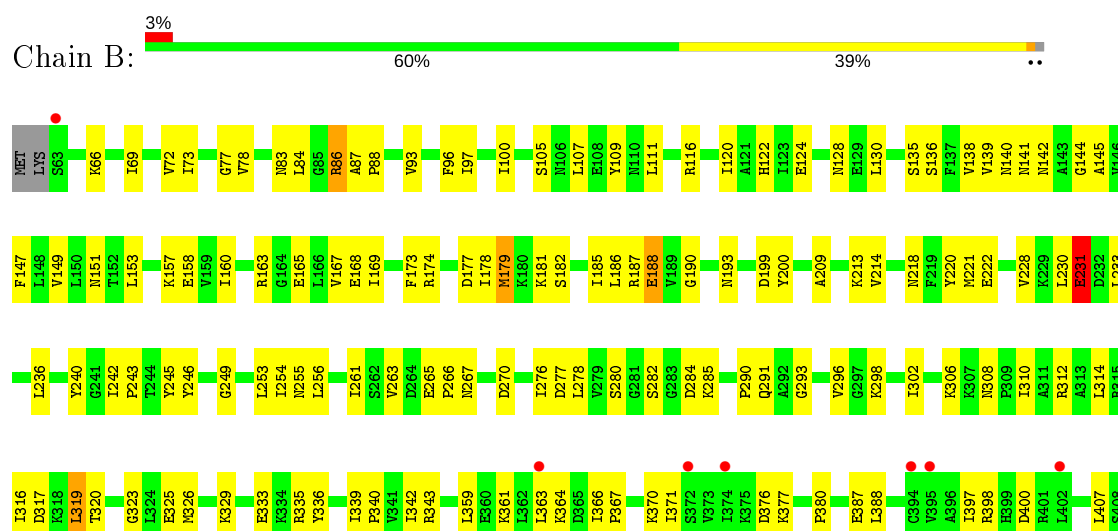 3%
Chain B:
60% 39% ••
MET LYS S63 K66 I69 V72 I73 G77 V78 N83 L84 G85 R86 A87 P88 V93 F96 I97 I100 S105 N106 L107 E108 Y109 N110 L111 R116 I120 A121 H122 I123 E124 N128 E129 L130 S135 S136 F137 V138 V139 N140 N141 N142 A143 G144 A145 V146
F147 L148 V149 L150 N151 T152 L153 K157 E158 V159 I160 R163 G164 E165 L166 V167 E168 I169 F173 R174 D177 I178 M179 K180 K181 S182 I185 L186 R187 E188 V189 G190 N193 D199 Y200 A209 K213 V214 N218 F219 Y220 M221 E222 V228 K229 L230 E231 D232 L233
L236 Y240 G241 I242 P243 T244 Y245 Y246 G249 L253 I254 N255 L256 I261 S262 V263 D264 E265 P266 N267 D270 I276 D277 L278 V279 S280 G281 S282 G283 D284 K285 P290 Q291 A292 G293 V296 G297 K298 I302 K306 K307 N308 P309 I310 A311 R312 A313 L314 R315
I316 D317 K318 L319 T320 G323 L324 E325 M326 K329 E333 K334 R335 Y336 I339 P340 V341 I342 R343 L359 E360 K361 L362 L363 K364 D365 I366 P367 K370 I371 S372 V373 I374 K375 D376 K377 P380 E387 L388 C394 V395 A396 I397 R398 H399 D400 R401 L402 L407 L408